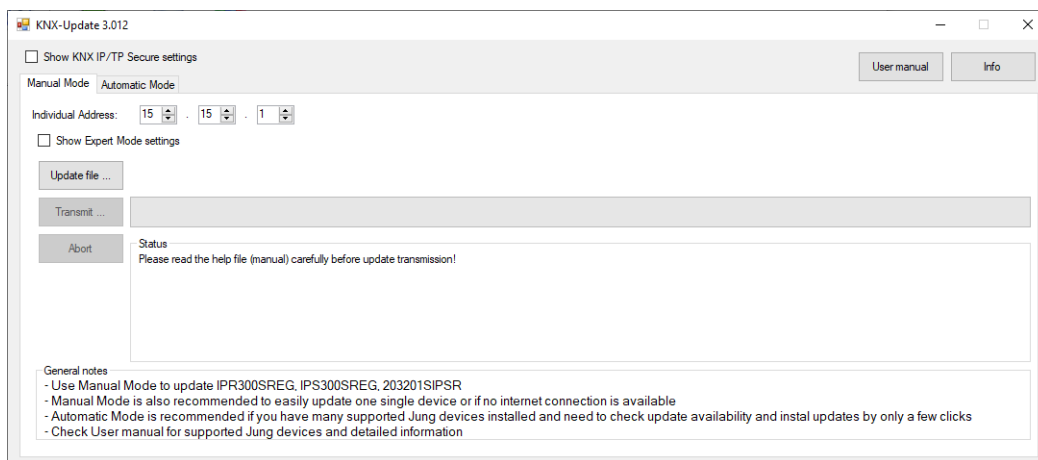 KNX-Update 3.012
Show KNX IP/TP Secure settings
User manual
Info
Manual Mode
Automatic Mode
Individual Address: 15 . 15 . 1
Show Expert Mode settings
Update file ...
Transmit ...
Abort
Status
Please read the help file (manual) carefully before update transmission!
General notes
- Use Manual Mode to update IPR300SREG, IPS300SREG, 203201SIPSR
- Manual Mode is also recommended to easily update one single device or if no internet connection is available
- Automatic Mode is recommended if you have many supported Jung devices installed and need to check update availability and instal updates by only a few clicks
- Check User manual for supported Jung devices and detailed information